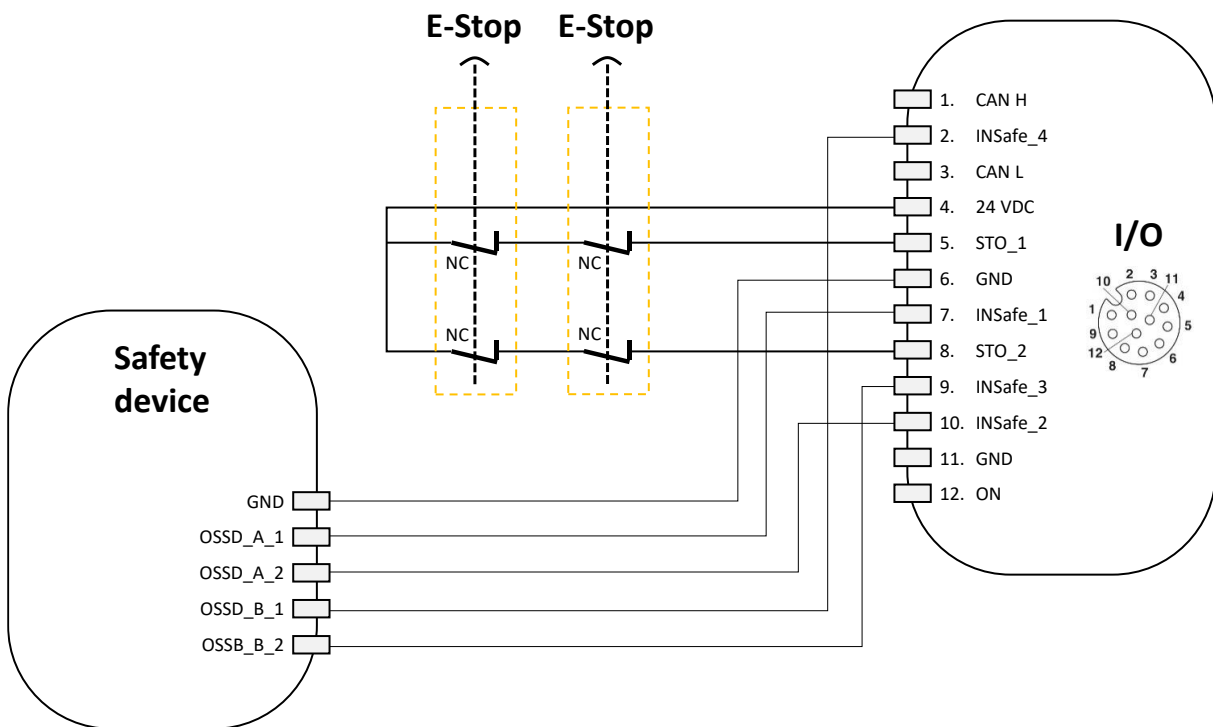 E-Stop E-Stop
1. CAN H
2. INSafe_4
3. CAN L
4. 24 VDC
5. STO_1
6. GND
7. INSafe_1
8. STO_2
9. INSafe_3
10. INSafe_2
11. GND
12. ON
I/O
10 2 3 11
1 4
9 5
12 8 7 6
NC NC
NC NC
Safety
device
GND
OSSD_A_1
OSSD_A_2
OSSD_B_1
OSSB_B_2